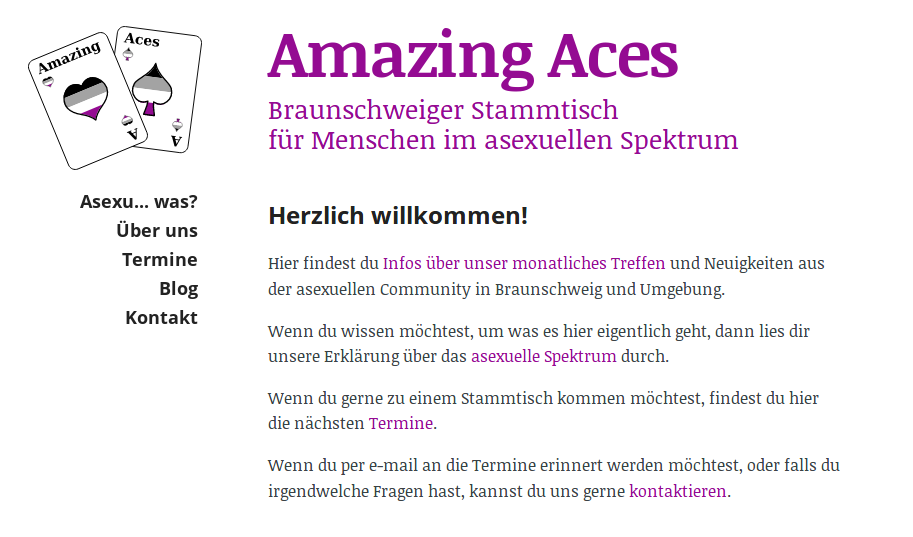 Amazing
A
Aces
A
Amazing Aces
Braunschweiger Stammtisch
für Menschen im asexuellen Spektrum
Asexu... was?
Über uns
Termine
Blog
Kontakt
Herzlich willkommen!
Hier findest du Infos über unser monatliches Treffen und Neuigkeiten aus
der asexuellen Community in Braunschweig und Umgebung.
Wenn du wissen möchtest, um was es hier eigentlich geht, dann lies dir
unsere Erklärung über das asexuelle Spektrum durch.
Wenn du gerne zu einem Stammtisch kommen möchtest, findest du hier
die nächsten Termine.
Wenn du per e-mail an die Termine erinnert werden möchtest, oder falls du
irgendwelche Fragen hast, kannst du uns gerne kontaktieren.